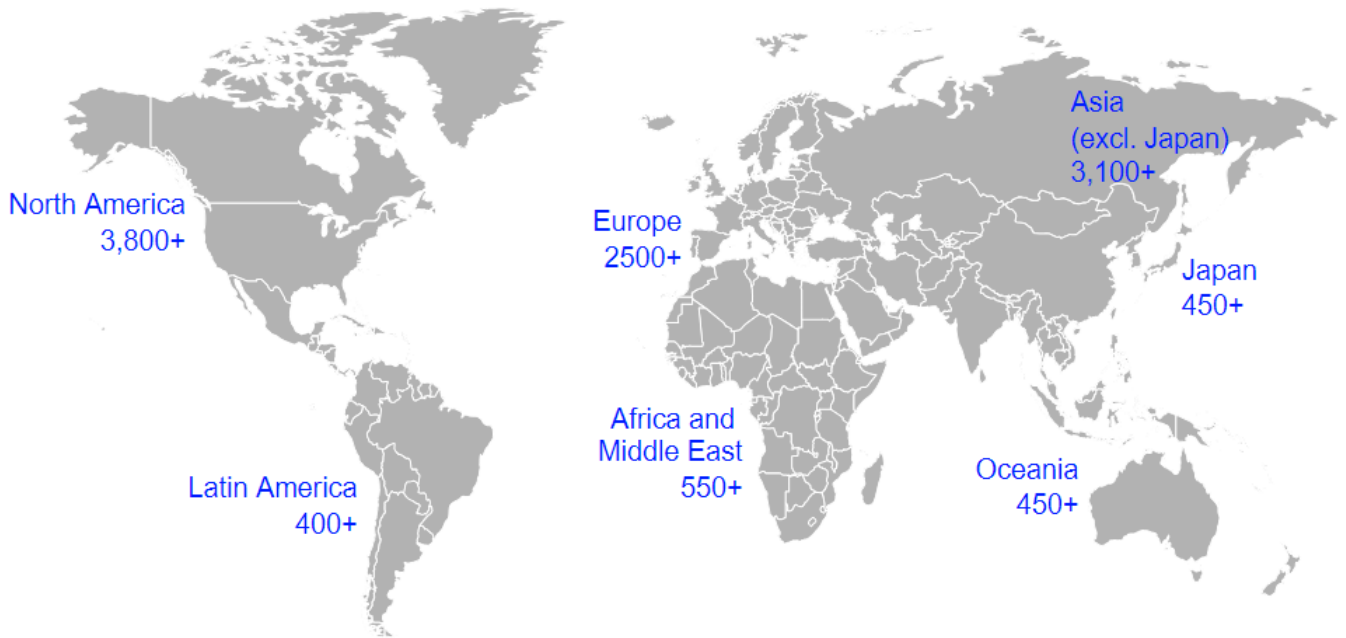 North America
3,800+
Latin America
400+
Europe
2500+
Africa and
Middle East
550+
Asia
(excl. Japan)
3,100+
Japan
450+
Oceania
450+